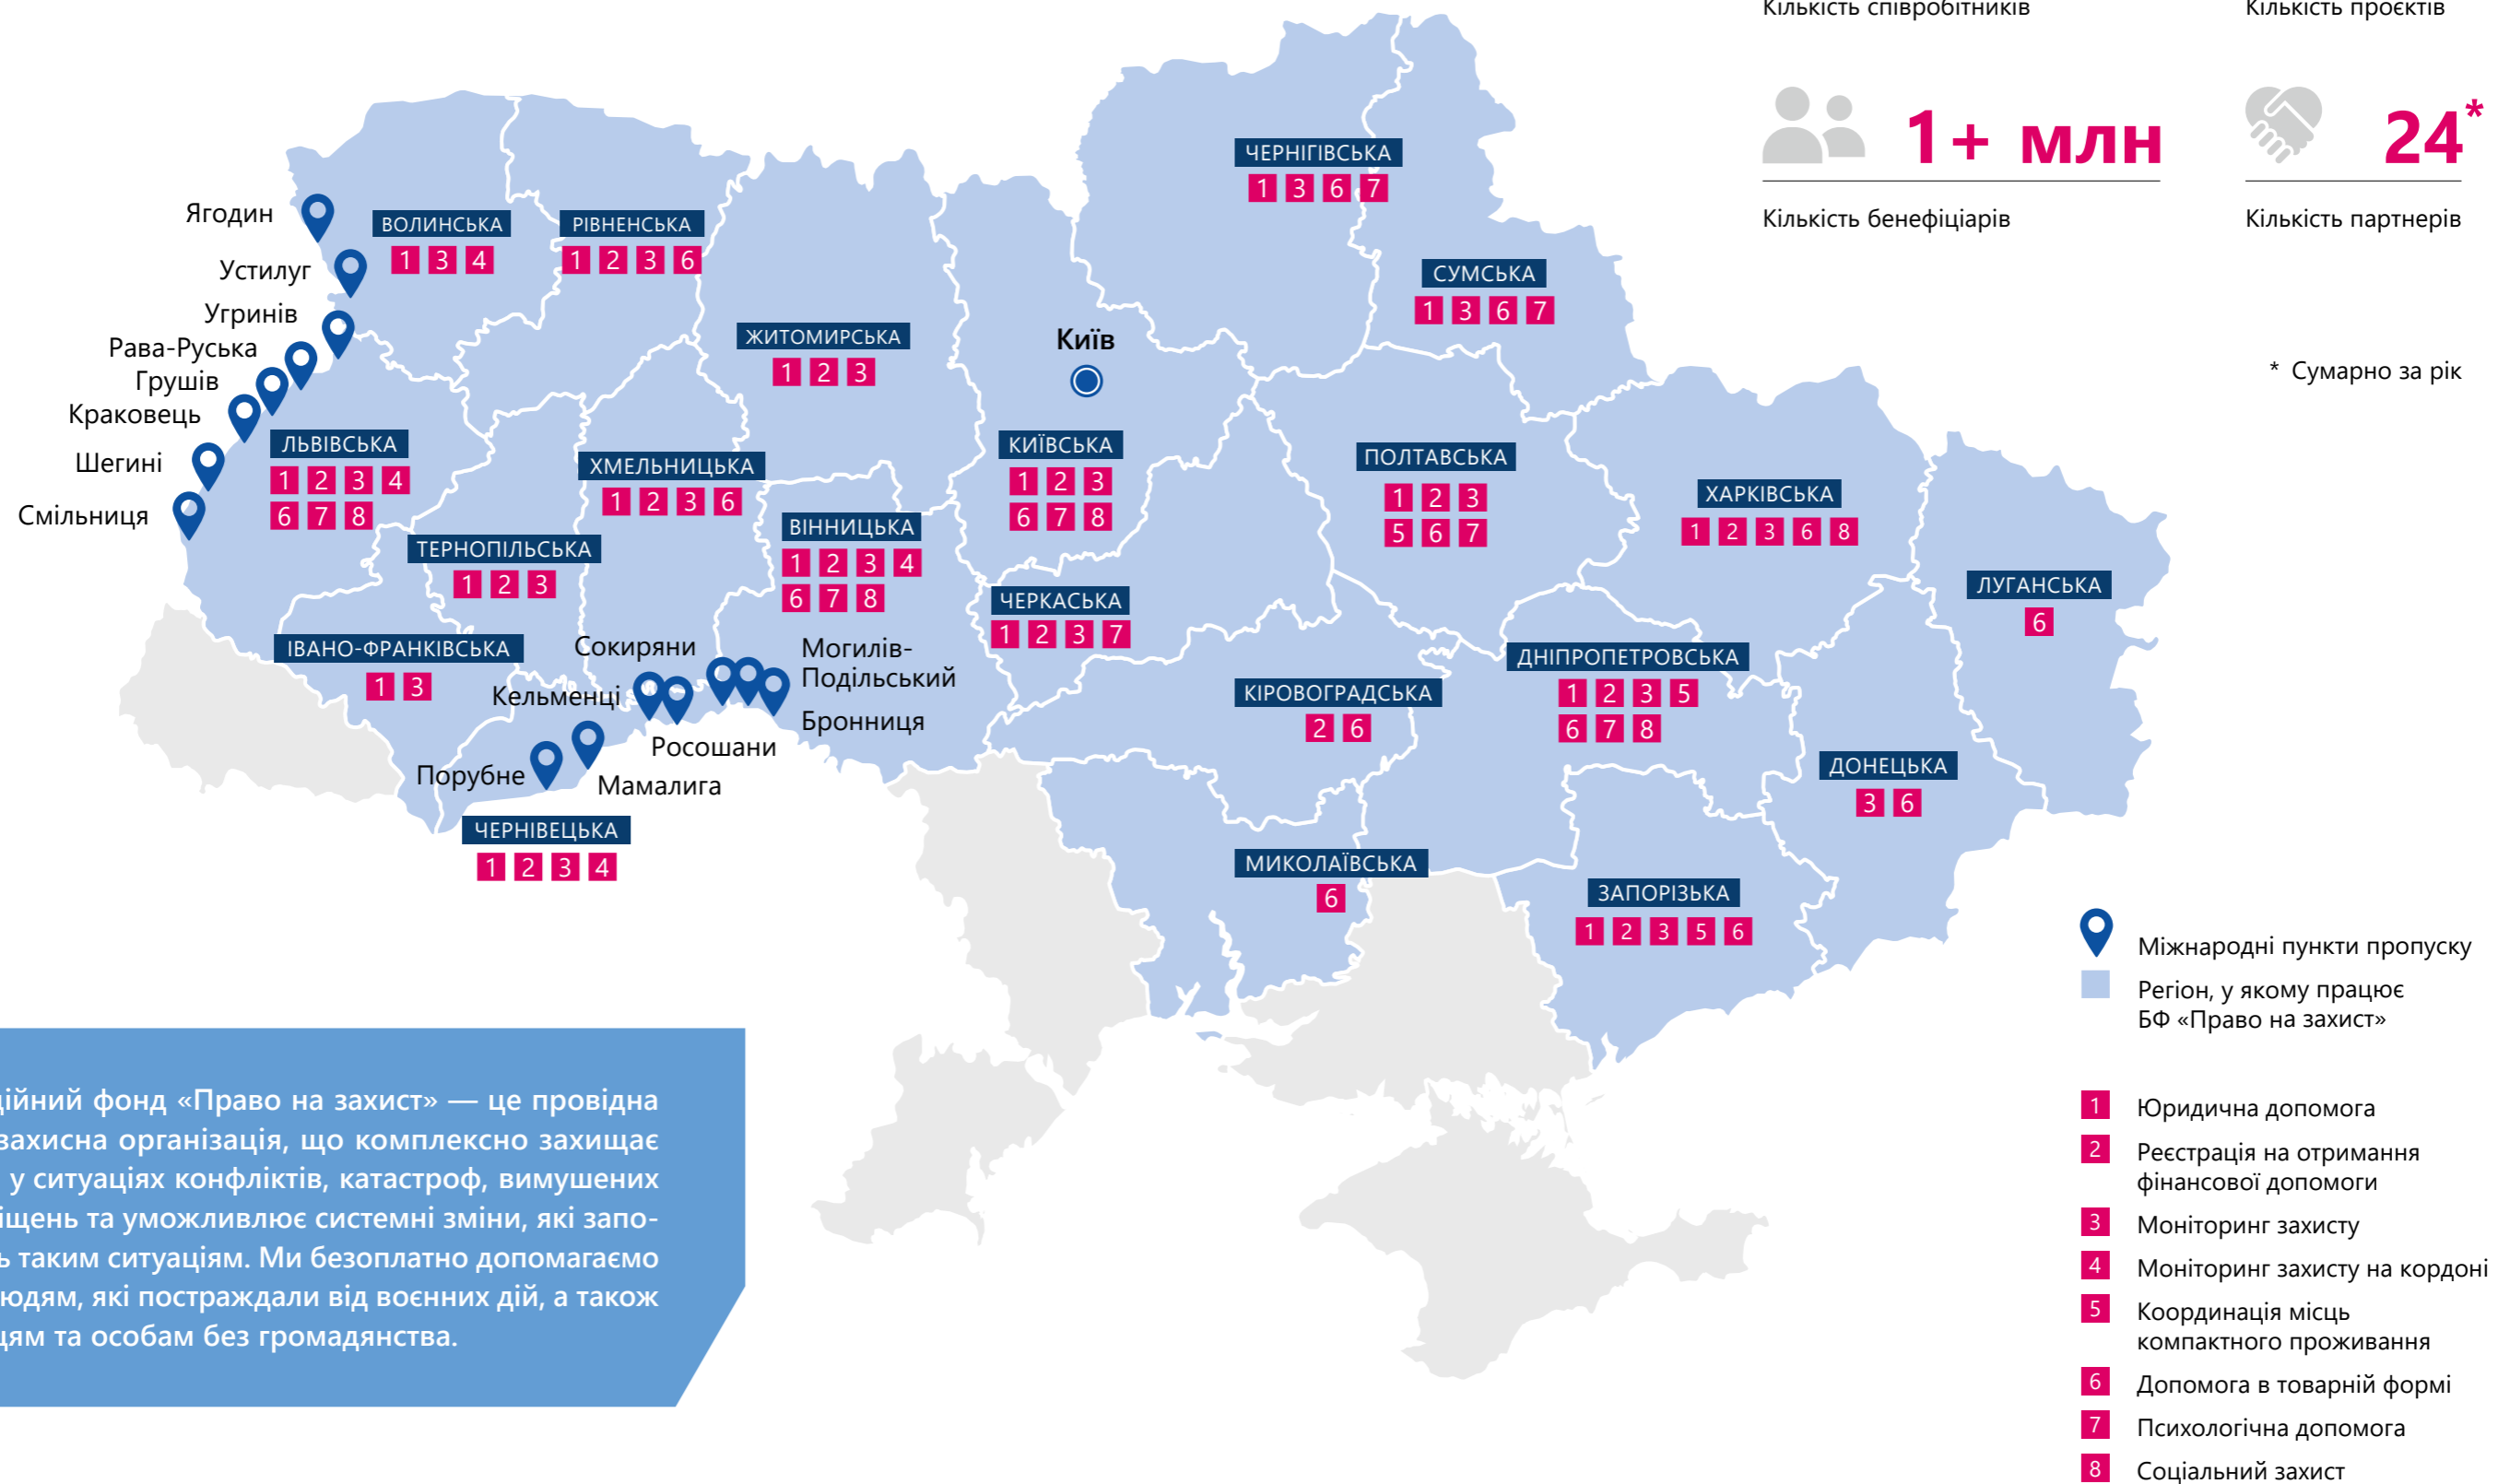 Кількість співробітників
Кількість проєктів
1+ млн
24*
Кількість бенефіціарів
Кількість партнерів
* Сумарно за рік
ЧЕРНІГІВСЬКА
1 3 6 7
Ягодин
ВОЛИНСЬКА
1 3 4
РІВНЕНСЬКА
1 2 3 6
Устилуг
СУМСЬКА
1 3 6 7
Угринів
Рава-Руська
Грушів
Краковець
Шегині
Смільниця
ЖИТОМИРСЬКА
1 2 3
Київ
ЛЬВІВСЬКА
1 2 3 4
6 7 8
ХМЕЛЬНИЦЬКА
1 2 3 6
КИЇВСЬКА
1 2 3
6 7 8
ПОЛТАВСЬКА
1 2 3
5 6 7
ХАРКІВСЬКА
1 2 3 6 8
ВІННИЦЬКА
1 2 3 4
6 7 8
ТЕРНОПІЛЬСЬКА
1 2 3
ЧЕРКАСЬКА
1 2 3 7
ЛУГАНСЬКА
6
ІВАНО-ФРАНКІВСЬКА
1 3
Сокиряни
Кельменці
Могилів-
Подільський
Бронниця
Росошани
Порубне
Мамалига
КІРОВОГРАДСЬКА
2 6
ДНІПРОПЕТРОВСЬКА
1 2 3 5
6 7 8
ДОНЕЦЬКА
3 6
ЧЕРНІВЕЦЬКА
1 2 3 4
МИКОЛАЇВСЬКА
6
ЗАПОРІЗЬКА
1 2 3 5 6
Міжнародні пункти пропуску
Регіон, у якому працює
БФ «Право на захист»
1 Юридична допомога
2 Реєстрація на отримання
фінансової допомоги
3 Моніторинг захисту
4 Моніторинг захисту на кордоні
5 Координація місць
компактного проживання
6 Допомога в товарній формі
7 Психологічна допомога
8 Соціальний захист
фонд «Право на захист» — це провідна
організація, що комплексно захищає
у ситуаціях конфліктів, катастроф, вимушених
та уможливлює системні зміни, які запо-
таким ситуаціям. Ми безоплатно допомагаємо
людям, які постраждали від воєнних дій, а також
та особам без громадянства.